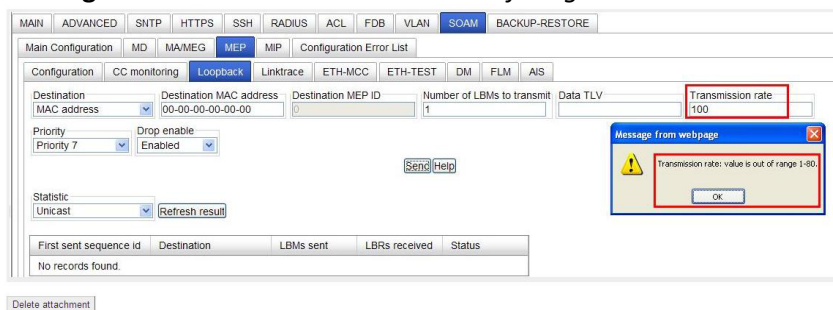 MAIN ADVANCED SNTP HTTPS SSH RADIUS ACL FDB VLAN SOAM BACKUP-RESTORE
Main Configuration MD MA/MEG MEP MIP Configuration Error List
Configuration CC monitoring Loopback Linktrace ETH-MCC ETH-TEST DM FLM AIS
Destination Destination MAC address Destination MEP ID Number of LBMs to transmit Data TLV Transmission rate
MAC address 00-00-00-00-00-00 0 1 100
Priority Drop enable
Priority 7 Enabled
Message from webpage
Transmission rate: value is out of range 1-80.
OK
Send Help
Statistic
Unicast Refresh result
First sent sequence id Destination LBMs sent LBRs received Status
No records found.
Delete attachment